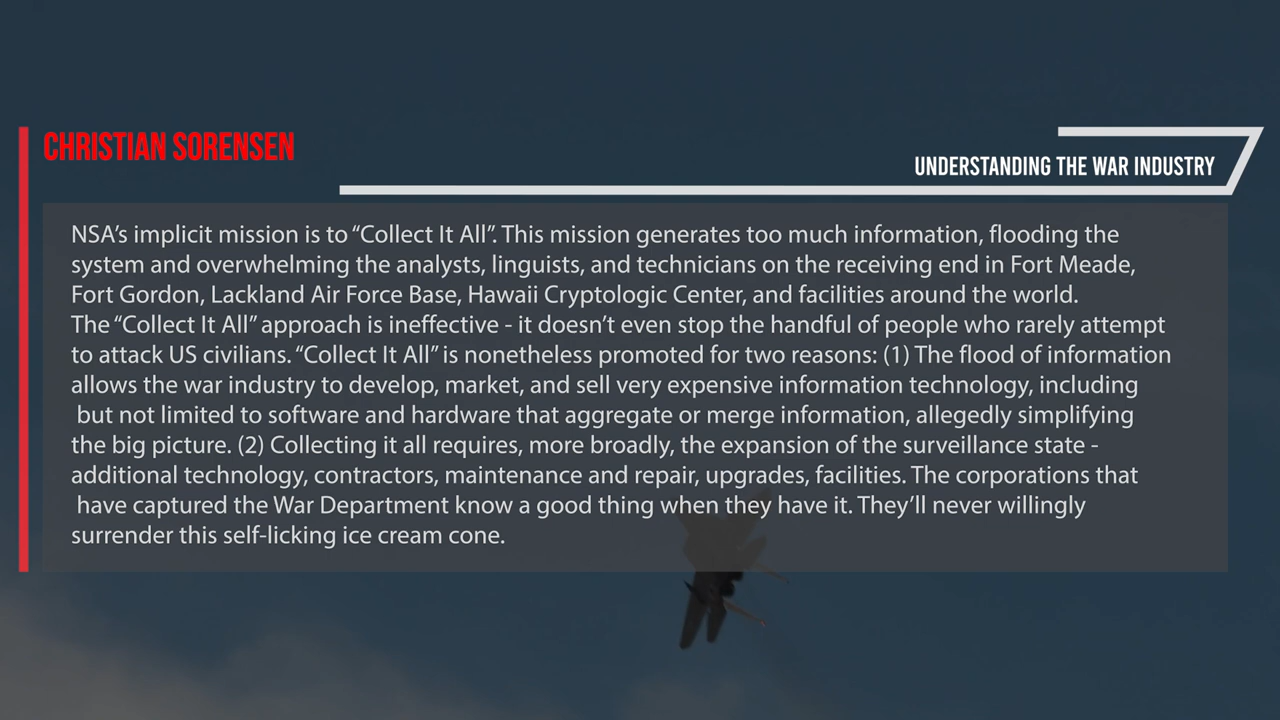 CHRISTIAN SORENSEN
UNDERSTANDING THE WAR INDUSTRY
NSA’s implicit mission is to “Collect It All”. This mission generates too much information, flooding the
system and overwhelming the analysts, linguists, and technicians on the receiving end in Fort Meade,
Fort Gordon, Lackland Air Force Base, Hawaii Cryptologic Center, and facilities around the world.
The “Collect It All” approach is ineffective - it doesn’t even stop the handful of people who rarely attempt
to attack US civilians. “Collect It All” is nonetheless promoted for two reasons: (1) The flood of information
allows the war industry to develop, market, and sell very expensive information technology, including
but not limited to software and hardware that aggregate or merge information, allegedly simplifying
the big picture. (2) Collecting it all requires, more broadly, the expansion of the surveillance state -
additional technology, contractors, maintenance and repair, upgrades, facilities. The corporations that
have captured the War Department know a good thing when they have it. They’ll never willingly
surrender this self-licking ice cream cone.